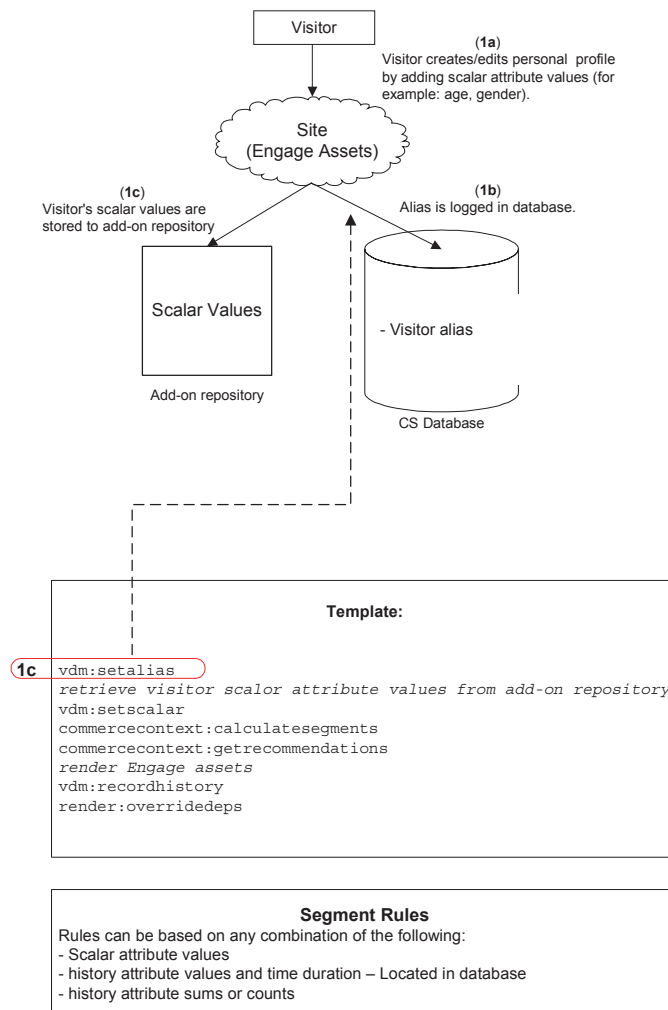 Visitor
(1a)
Visitor creates/edits personal profile
by adding scalar attribute values (for
example: age, gender).
Site
(Engage Assets)
(1c)
Visitor's scalar values are
stored to add-on repository
(1b)
Alias is logged in database.
Scalar Values
- Visitor alias
Add-on repository
CS Database
Template:
1c vdm:setalias
retrieve visitor scalor attribute values from add-on repository
vdm:setscalar
commercecontext:calculatesegments
commercecontext:getrecommendations
render Engage assets
vdm:recordhistory
render:overridedeps
Segment Rules
Rules can be based on any combination of the following:
- Scalar attribute values
- history attribute values and time duration – Located in database
- history attribute sums or counts